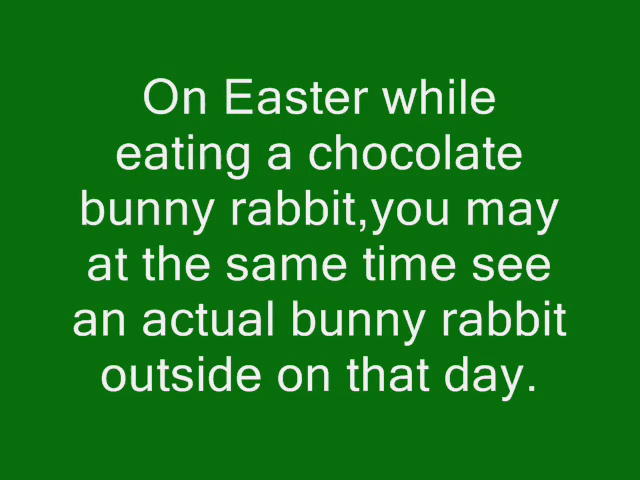 On Easter while
eating a chocolate
bunny rabbit,you may
at the same time see
an actual bunny rabbit
outside on that day.